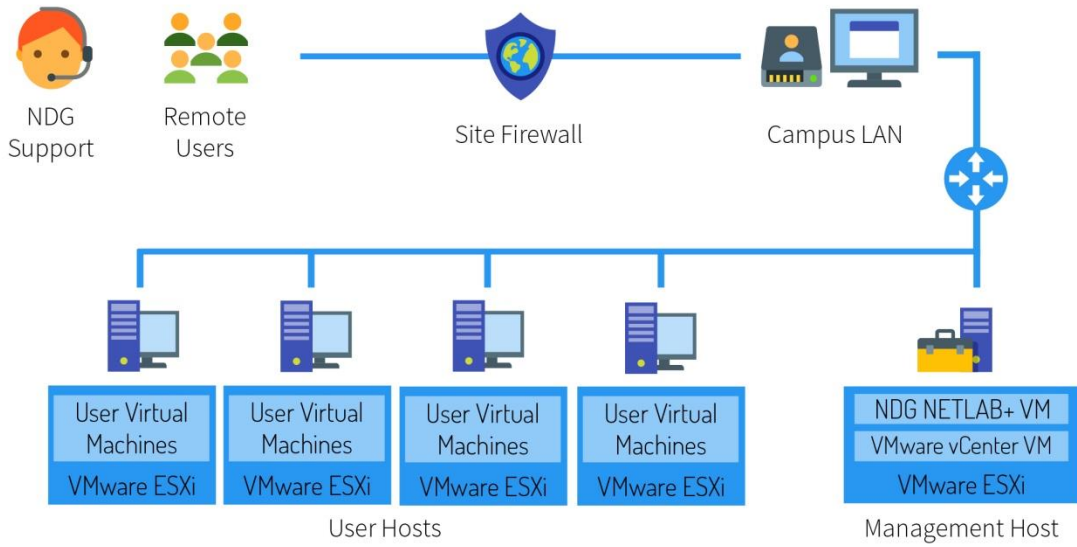 NDG
Support
Remote
Users
Site Firewall
Campus LAN
User Virtual
Machines
VMware ESXi
User Virtual
Machines
VMware ESXi
User Virtual
Machines
VMware ESXi
User Virtual
Machines
VMware ESXi
NDG NETLAB+ VM
VMware vCenter VM
VMware ESXi
User Hosts
Management Host